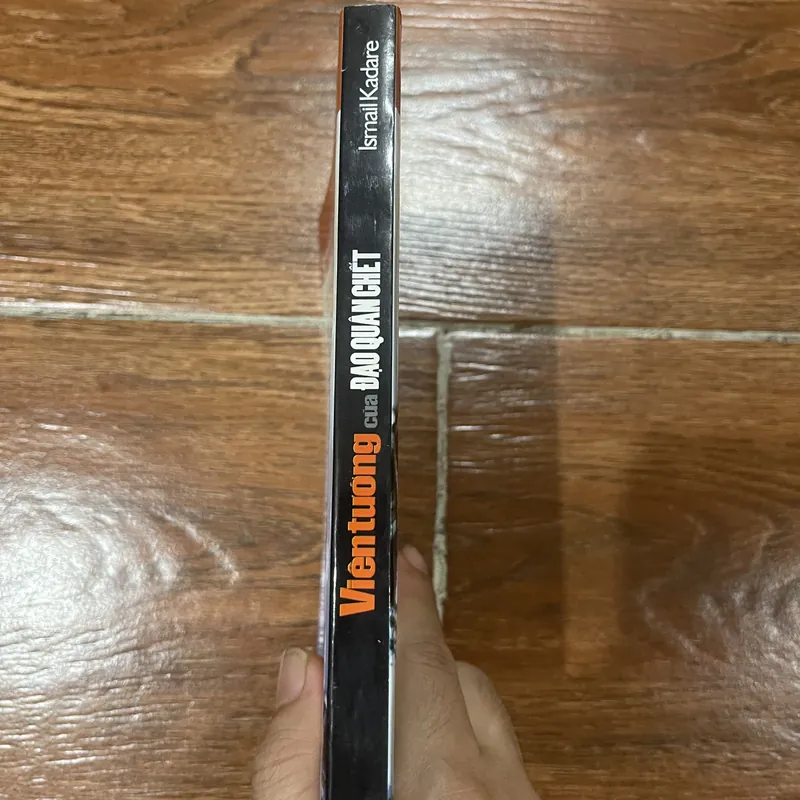 Viên tướng của ĐẠO QUÂN CHẾT
Ismail Kadare